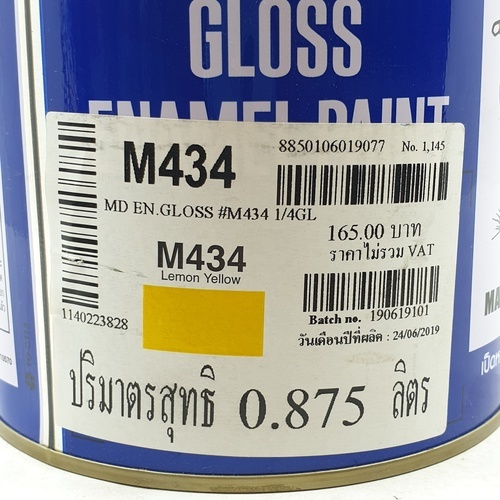 GLOSS
ENAMEL PAINT
M434
8850106019077 No. 1,145
MD EN.GLOSS #M434 1/4GL
165.00 บาท
ราคาไม่รวม VAT
M434
Lemon Yellow
1140223828
Batch no. 190619101
วันเดือนปีที่ผลิต : 24/06/2019
ปริมาตรสุทธิ 0.875 ลิตร